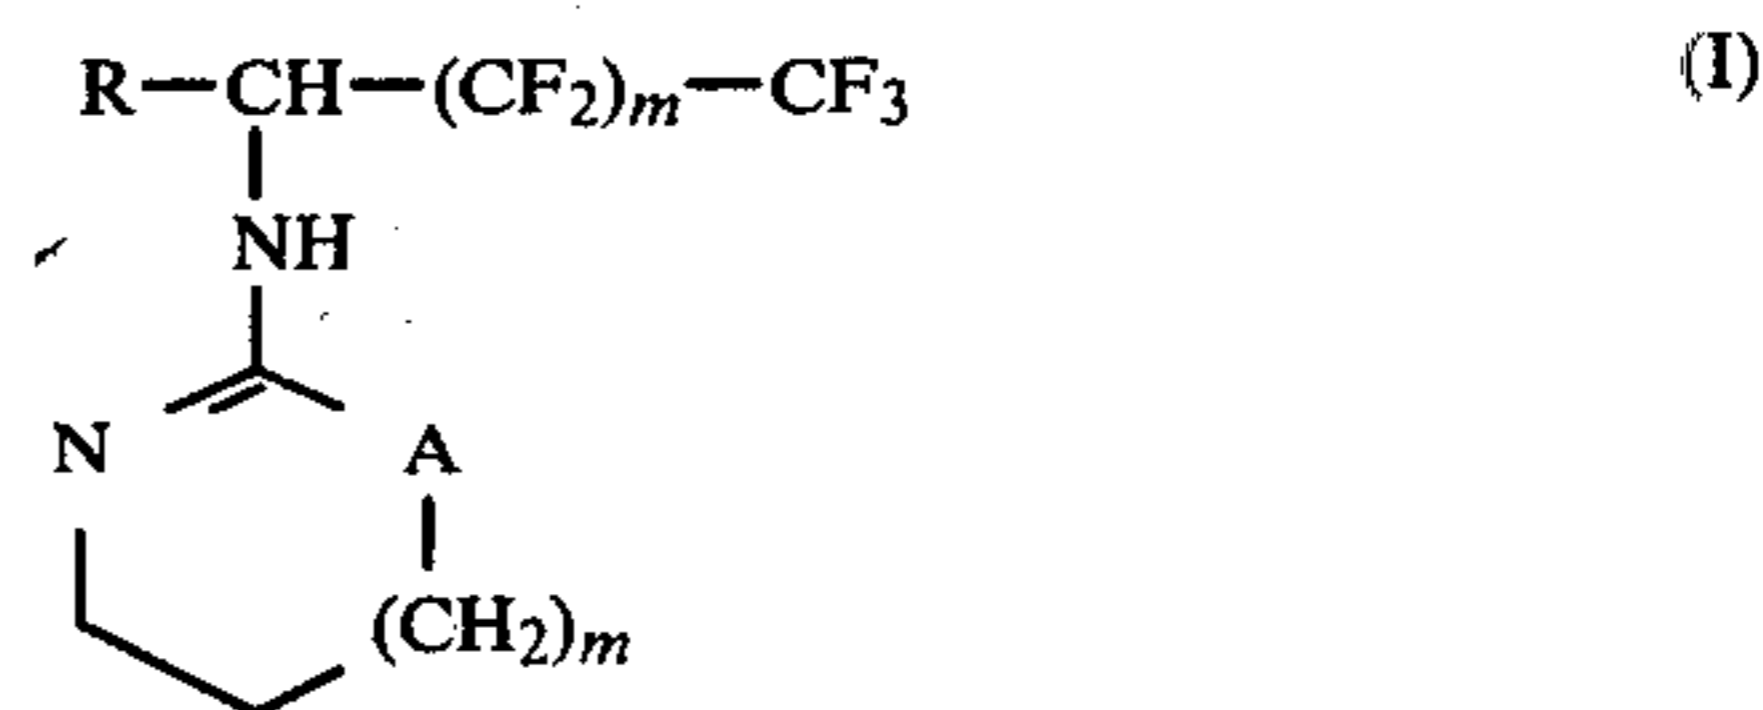 R—CH—(CF₂)ₘ—CF₃ (I)
NH
N A
(CH₂)ₘ